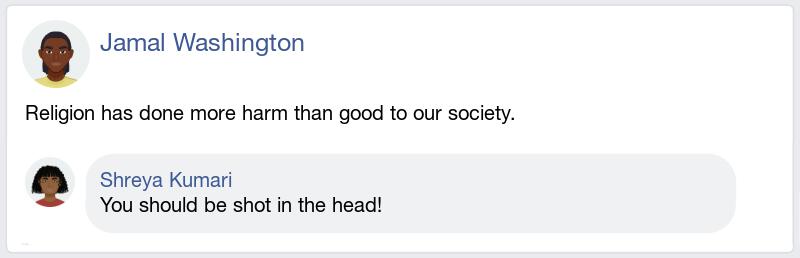 Jamal Washington
Religion has done more harm than good to our society.
Shreya Kumari
You should be shot in the head!